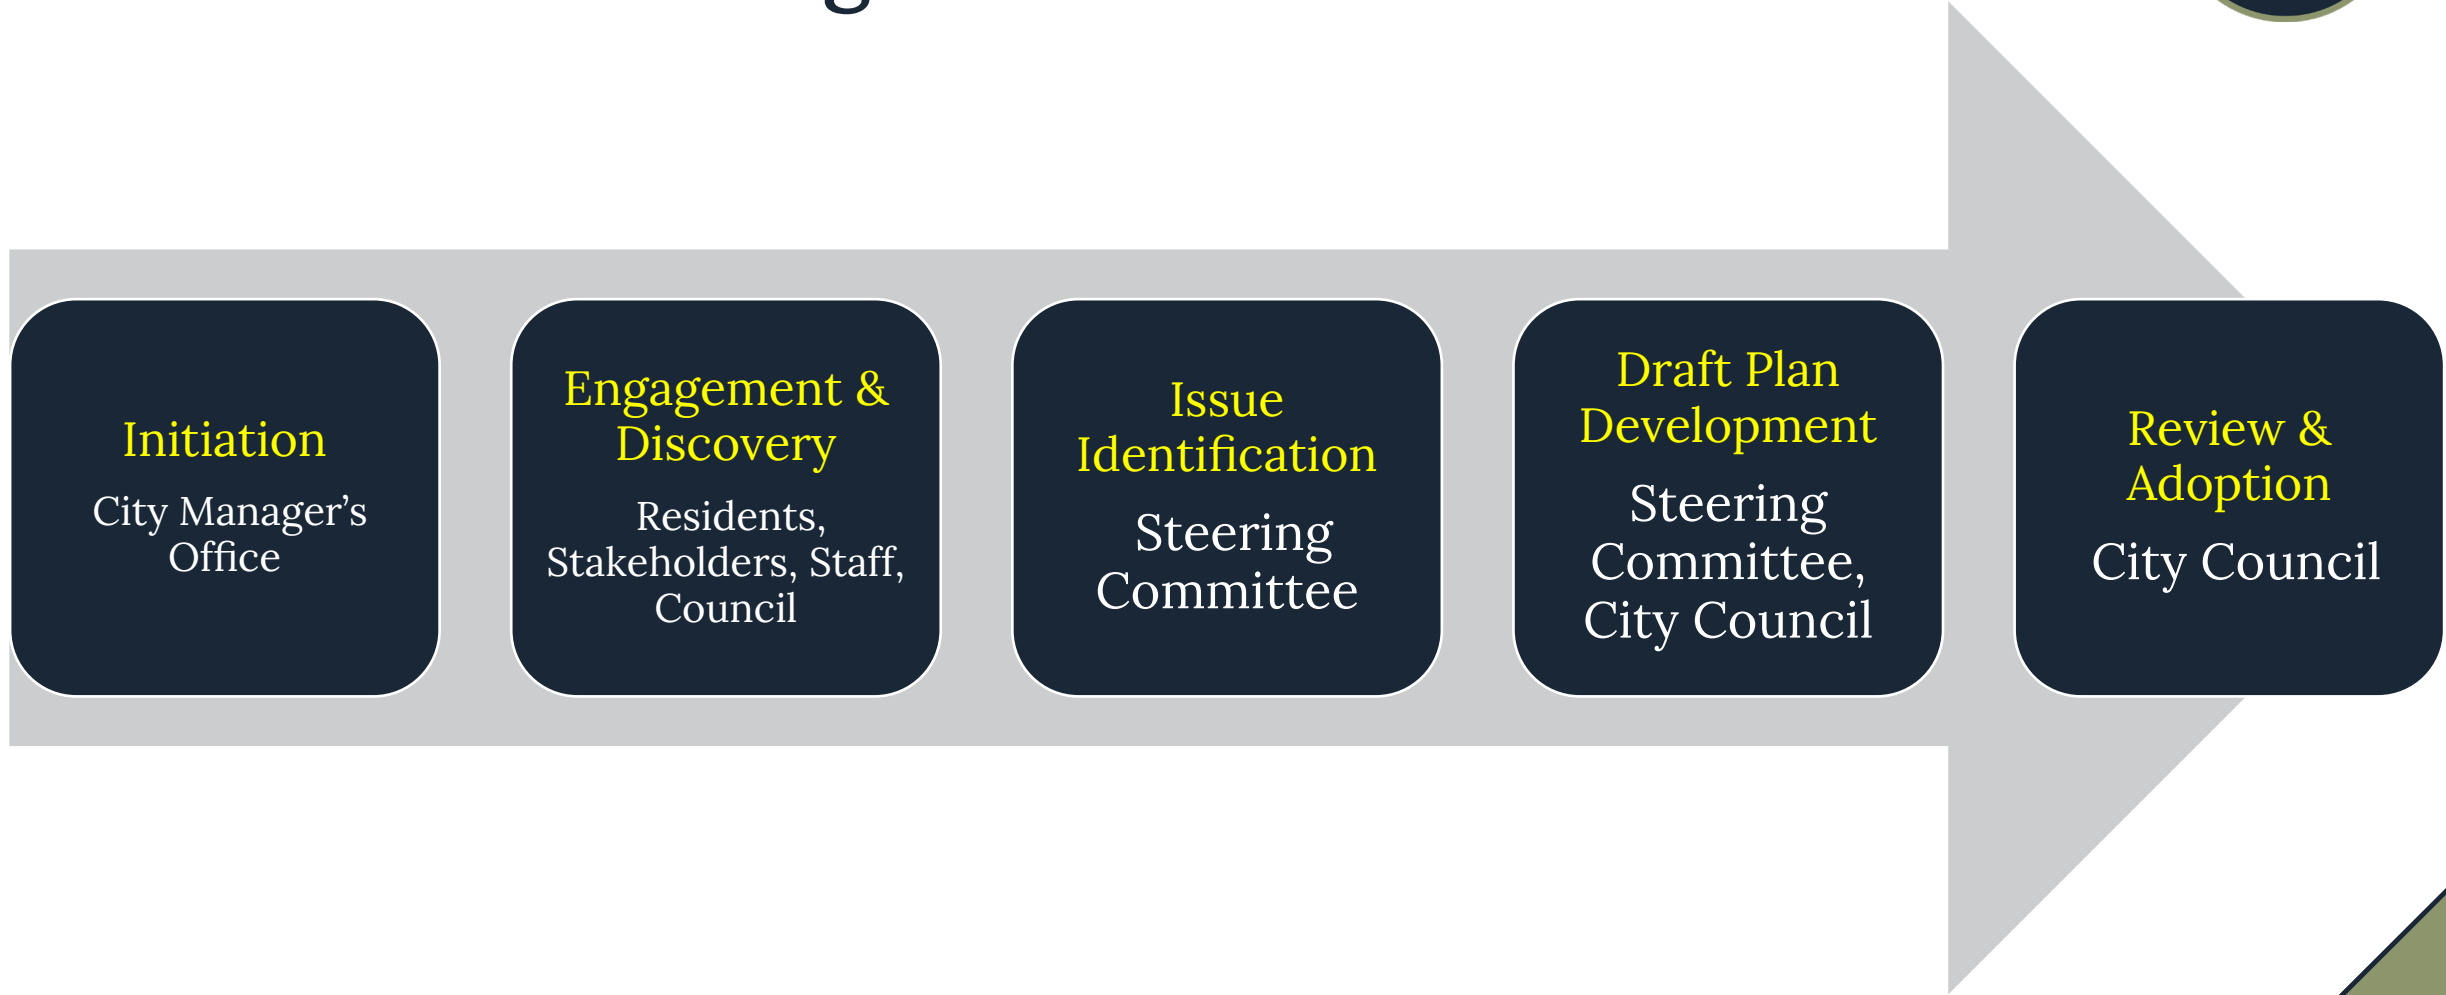 Initiation
City Manager’s
Office
Engagement &
Discovery
Residents,
Stakeholders, Staff,
Council
Issue
Identification
Steering
Committee
Draft Plan
Development
Steering
Committee,
City Council
Review &
Adoption
City Council